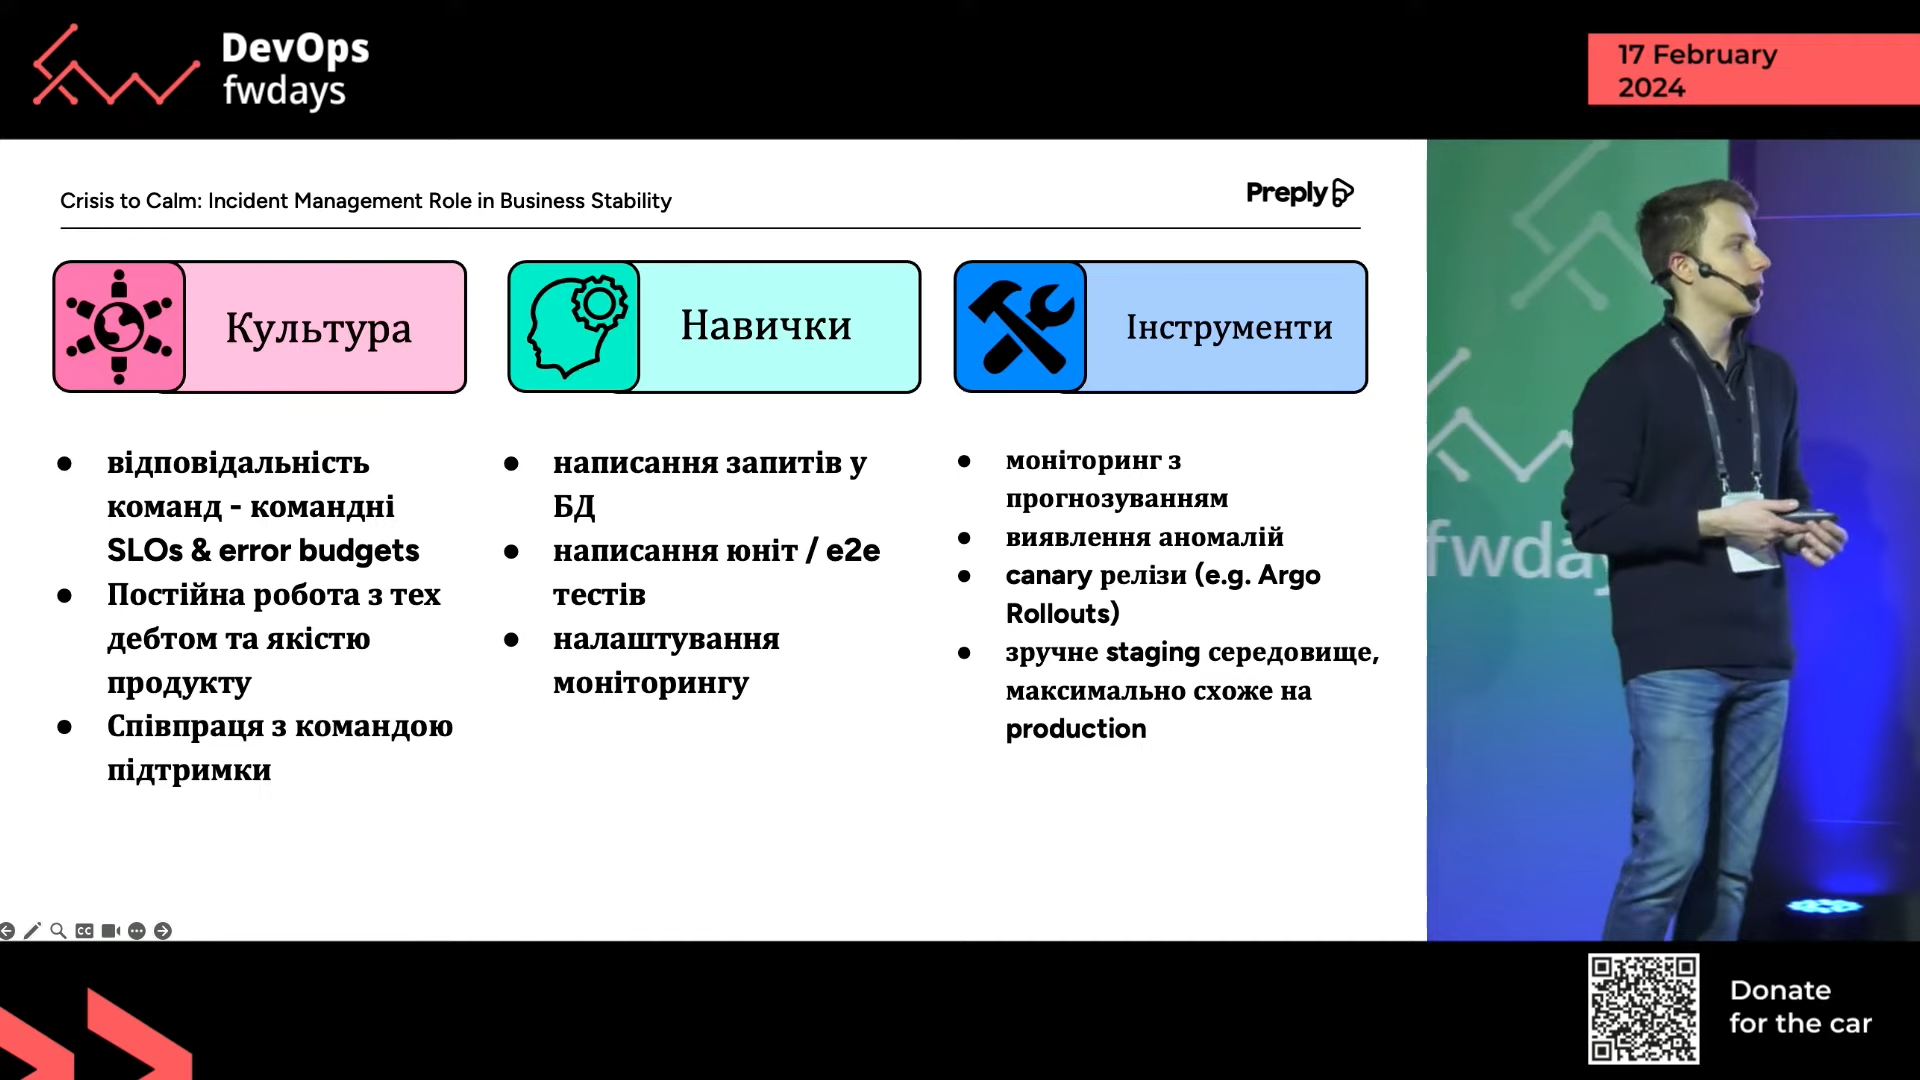 DevOps
fwdays
17 February
2024
Crisis to Calm: Incident Management Role in Business Stability
Preply
Культура
Навички
Інструменти
● відповідальність
команд - командні
SLOs & error budgets
● Постійна робота з тех
дебтом та якістю
продукту
● Співпраця з командою
підтримки
● написання запитів у
БД
● написання юніт / e2e
тестів
● налаштування
моніторингу
● моніторинг з
прогнозуванням
● виявлення аномалій
● canary релізи (e.g. Argo
Rollouts)
● зручне staging середовище,
максимально схоже на
production
fwdays
CC
Donate
for the car